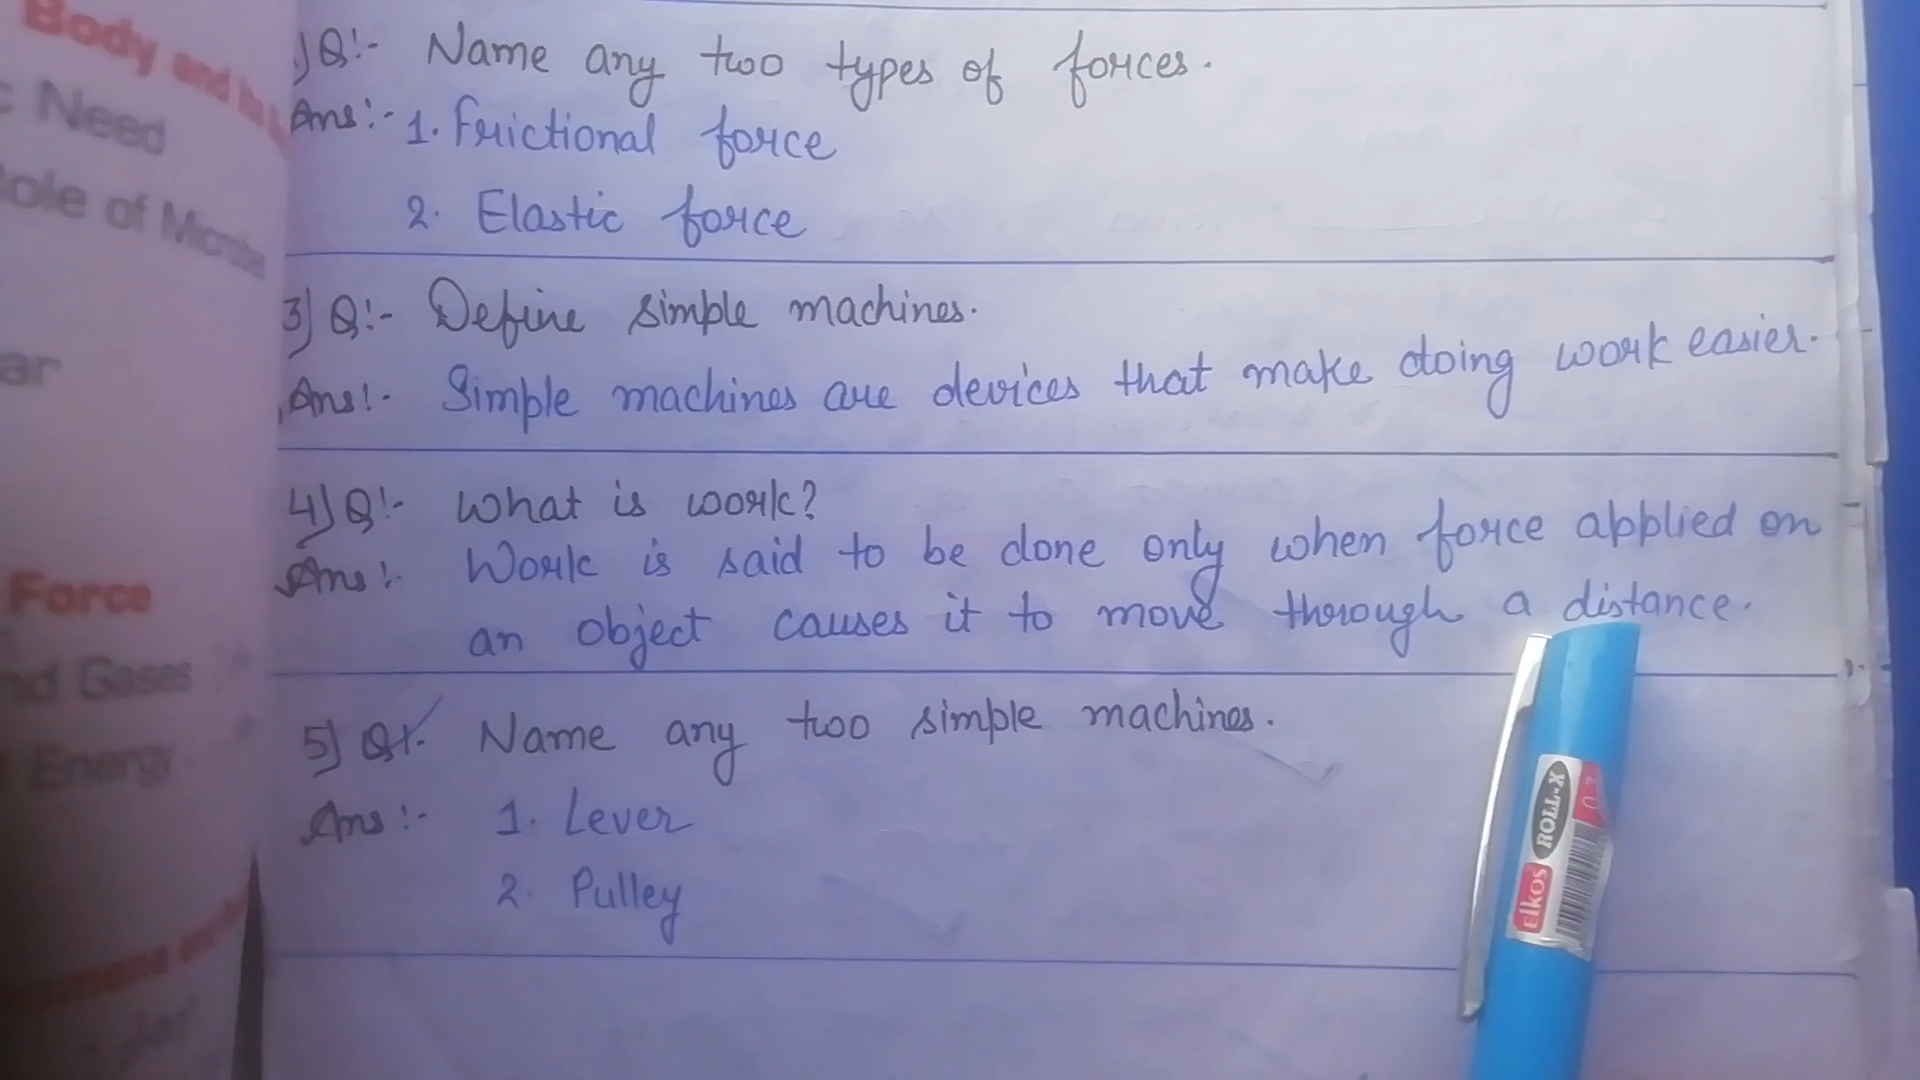 Body and
Need
Role of Micro
ar
Force
nd Gases
Energy
)Q:- Name any two types of forces.
Ans:- 1. Frictional force
2. Elastic force
3) Q:- Define simple machines.
Ans:- Simple machines are devices that make doing work easier.
4) Q:- What is work?
Ans:- Work is said to be done only when force applied on
an object causes it to move through a distance.
5) Q:- Name any two simple machines.
Ans:- 1. Lever
2. Pulley
Elkos ROLL-X